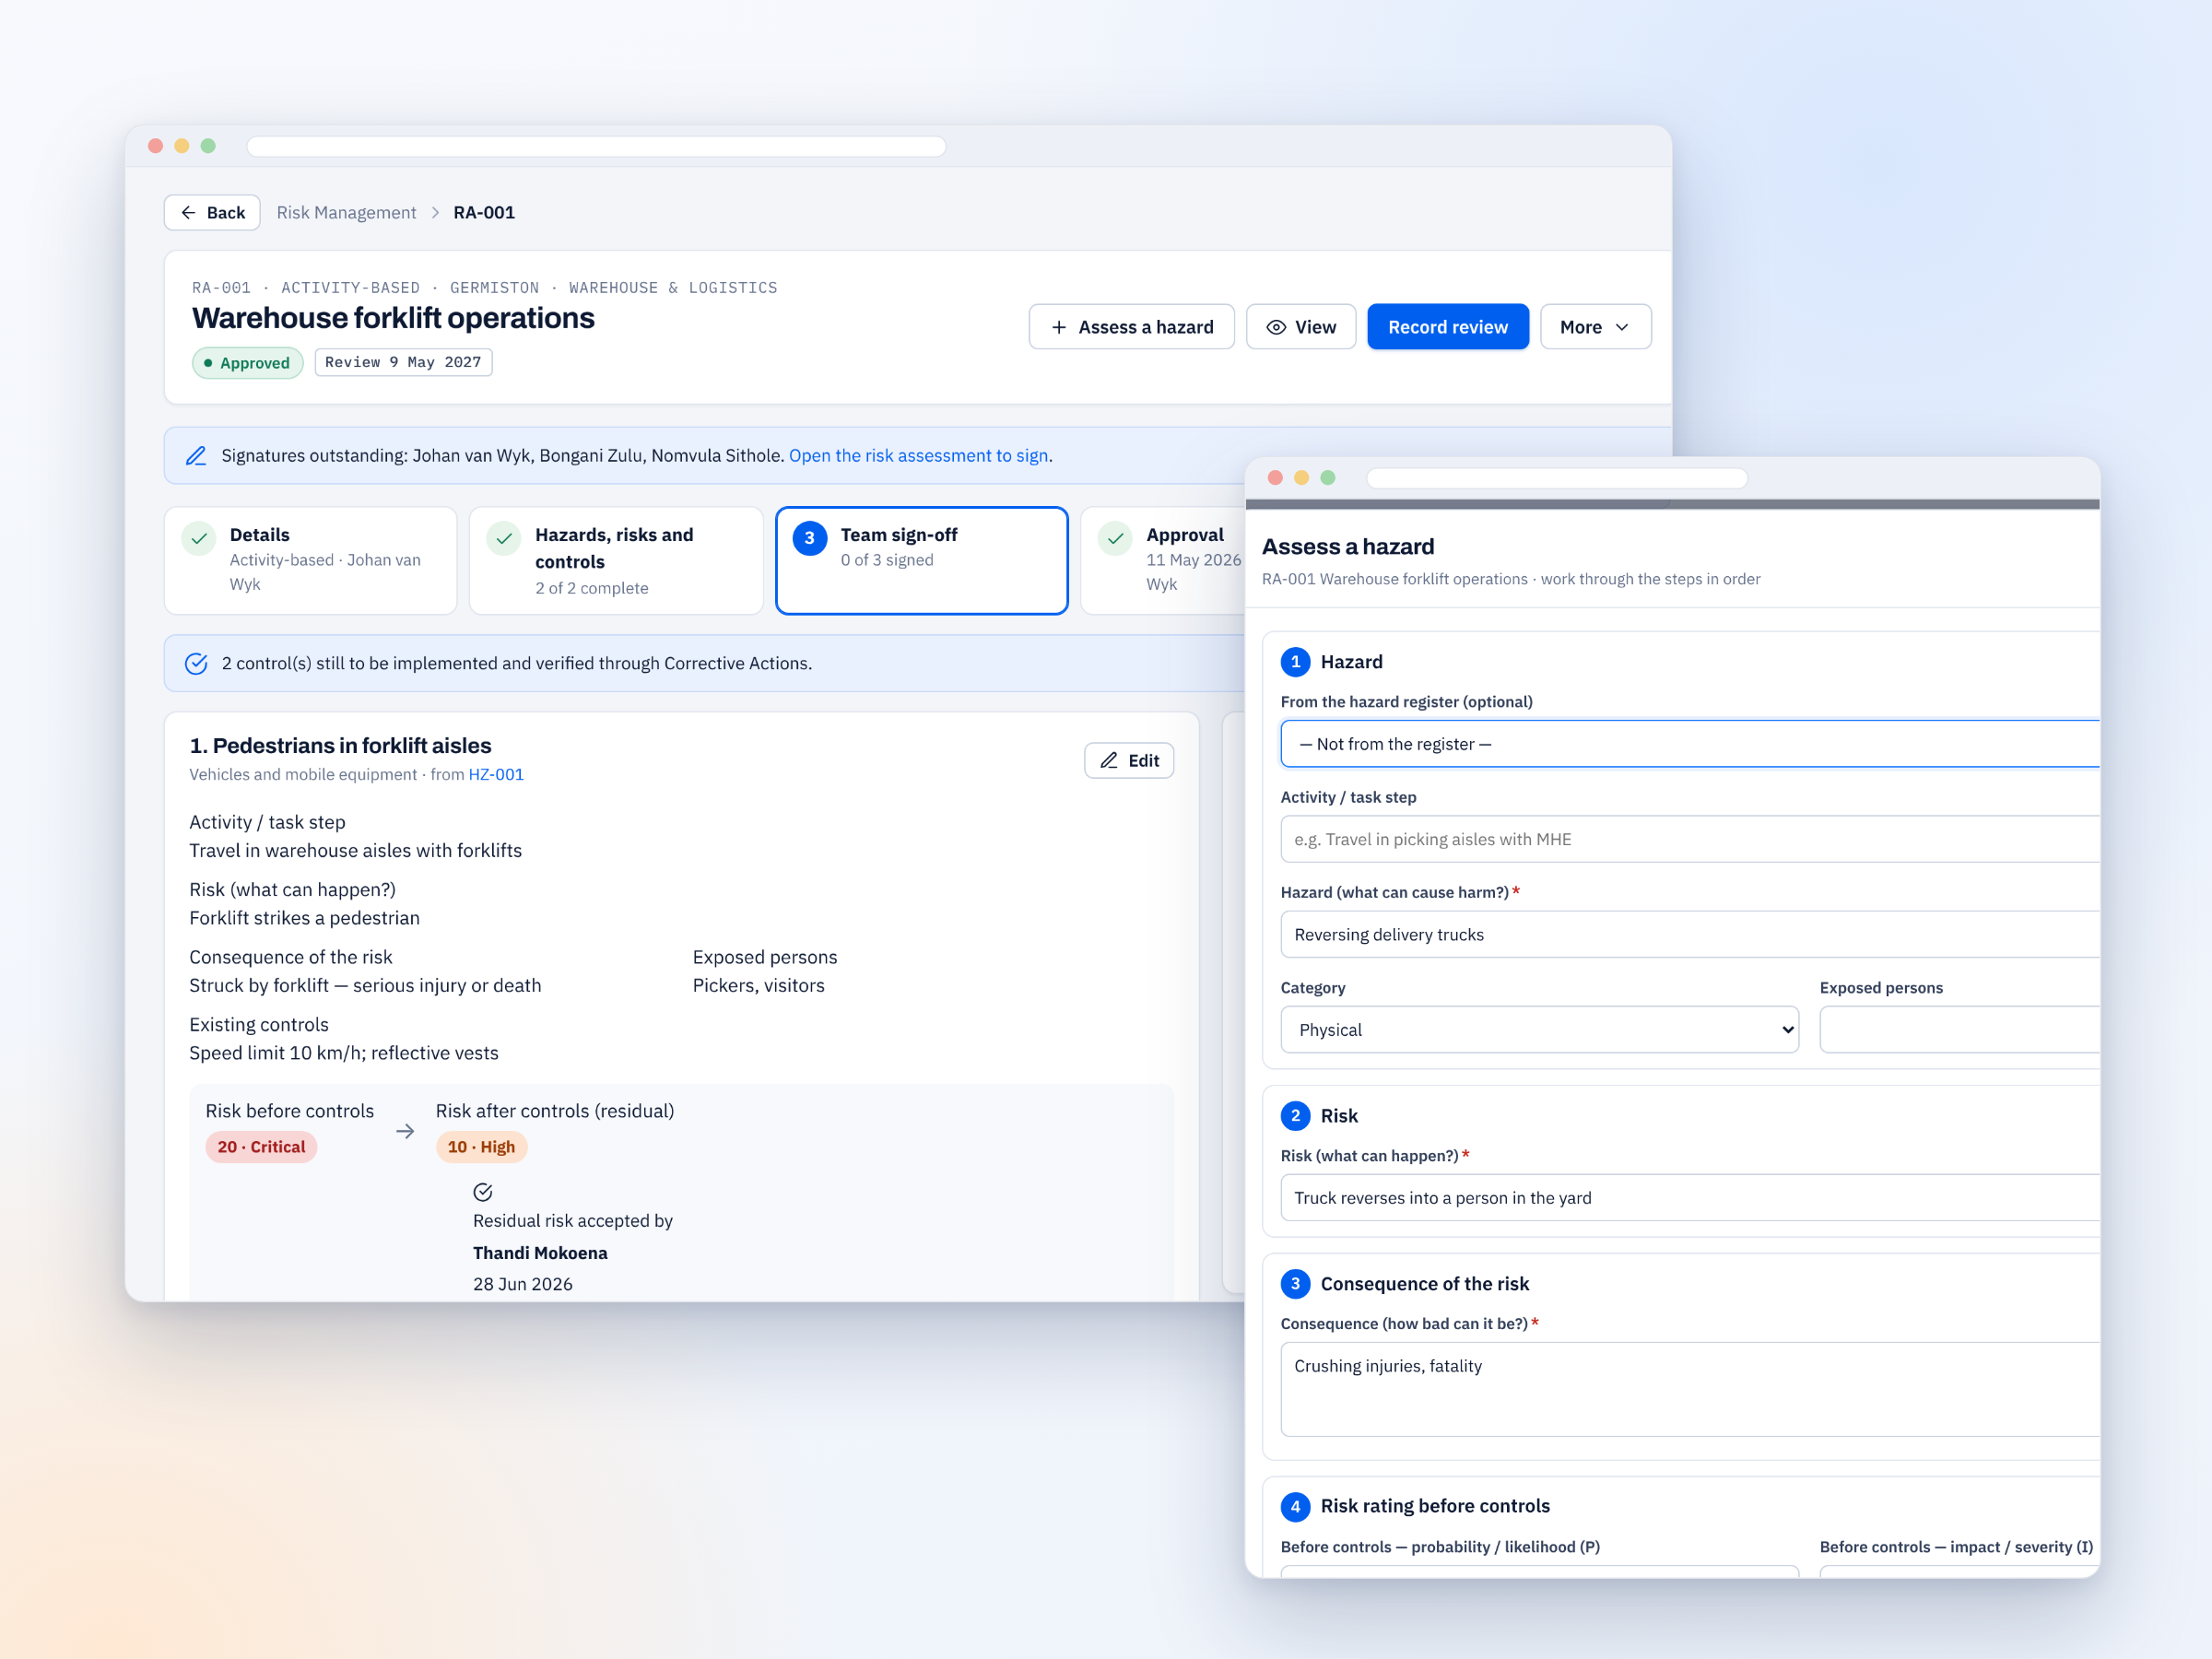 Back Risk Management RA-001
RA-001 · ACTIVITY-BASED · GERMISTON · WAREHOUSE & LOGISTICS
Warehouse forklift operations
Approved Review 9 May 2027
Assess a hazard View Record review More
Signatures outstanding: Johan van Wyk, Bongani Zulu, Nomvula Sithole. Open the risk assessment to sign.
Details
Activity-based · Johan van
Wyk
Hazards, risks and
controls
2 of 2 complete
3 Team sign-off
0 of 3 signed
Approval
11 May 2026
Wyk
2 control(s) still to be implemented and verified through Corrective Actions.
1. Pedestrians in forklift aisles
Vehicles and mobile equipment · from HZ-001
Edit
Activity / task step
Travel in warehouse aisles with forklifts
Risk (what can happen?)
Forklift strikes a pedestrian
Consequence of the risk
Struck by forklift — serious injury or death
Exposed persons
Pickers, visitors
Existing controls
Speed limit 10 km/h; reflective vests
Risk before controls
20 · Critical
Risk after controls (residual)
10 · High
Residual risk accepted by
Thandi Mokoena
28 Jun 2026
Assess a hazard
RA-001 Warehouse forklift operations · work through the steps in order
1 Hazard
From the hazard register (optional)
— Not from the register —
Activity / task step
e.g. Travel in picking aisles with MHE
Hazard (what can cause harm?) *
Reversing delivery trucks
Category
Physical
Exposed persons
2 Risk
Risk (what can happen?) *
Truck reverses into a person in the yard
3 Consequence of the risk
Consequence (how bad can it be?) *
Crushing injuries, fatality
4 Risk rating before controls
Before controls — probability / likelihood (P)
Before controls — impact / severity (I)